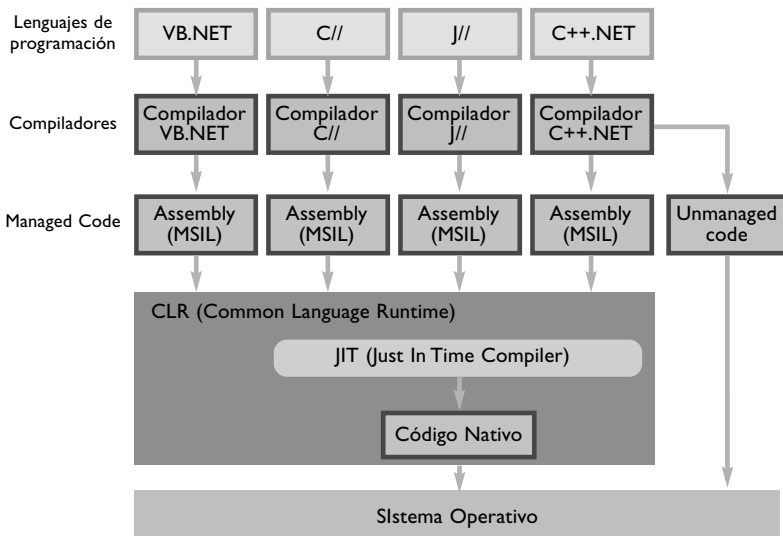 Lenguajes de
programación
VB.NET
C//
J//
C++.NET
Compiladores
Compilador
VB.NET
Compilador
C//
Compilador
J//
Compilador
C++.NET
Managed Code
Assembly
(MSIL)
Assembly
(MSIL)
Assembly
(MSIL)
Assembly
(MSIL)
Unmanaged
code
CLR (Common Language Runtime)
JIT (Just In Time Compiler)
Código Nativo
SIstema Operativo